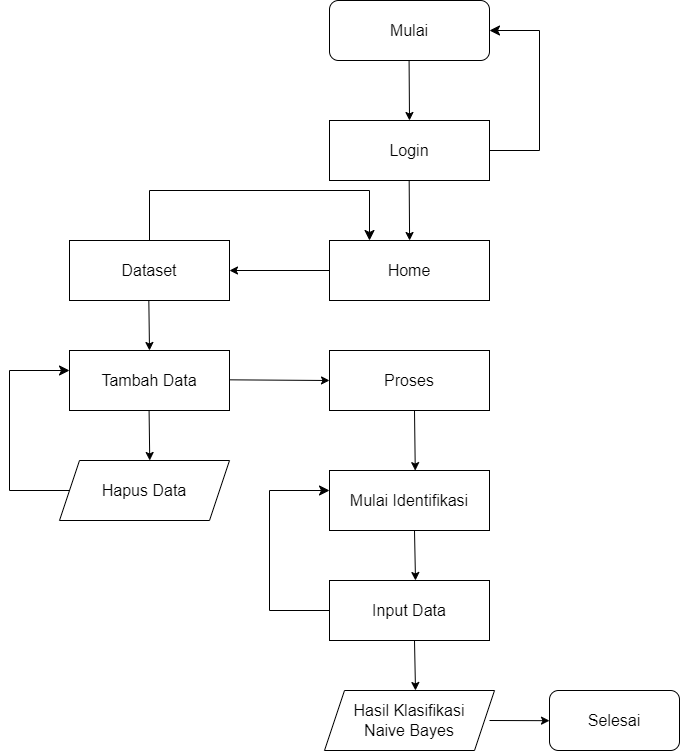 Mulai
Login
Dataset
Home
Tambah Data
Proses
Hapus Data
Mulai Identifikasi
Input Data
Hasil Klasifikasi
Naive Bayes
Selesai